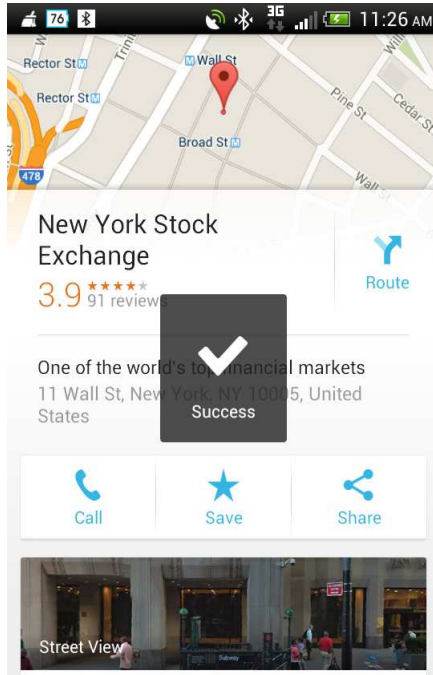 76
3G
11:26 AM
Rector St M
Trini
M Wall St
Rector St M
Pine St
Cedar St
Broad St M
478
Wall St
New York Stock
Exchange
3.9
91 reviews
Route
One of the world's top financial markets
11 Wall St, New York, NY 10005, United
States
Success
Call
Save
Share
Street View
Subway